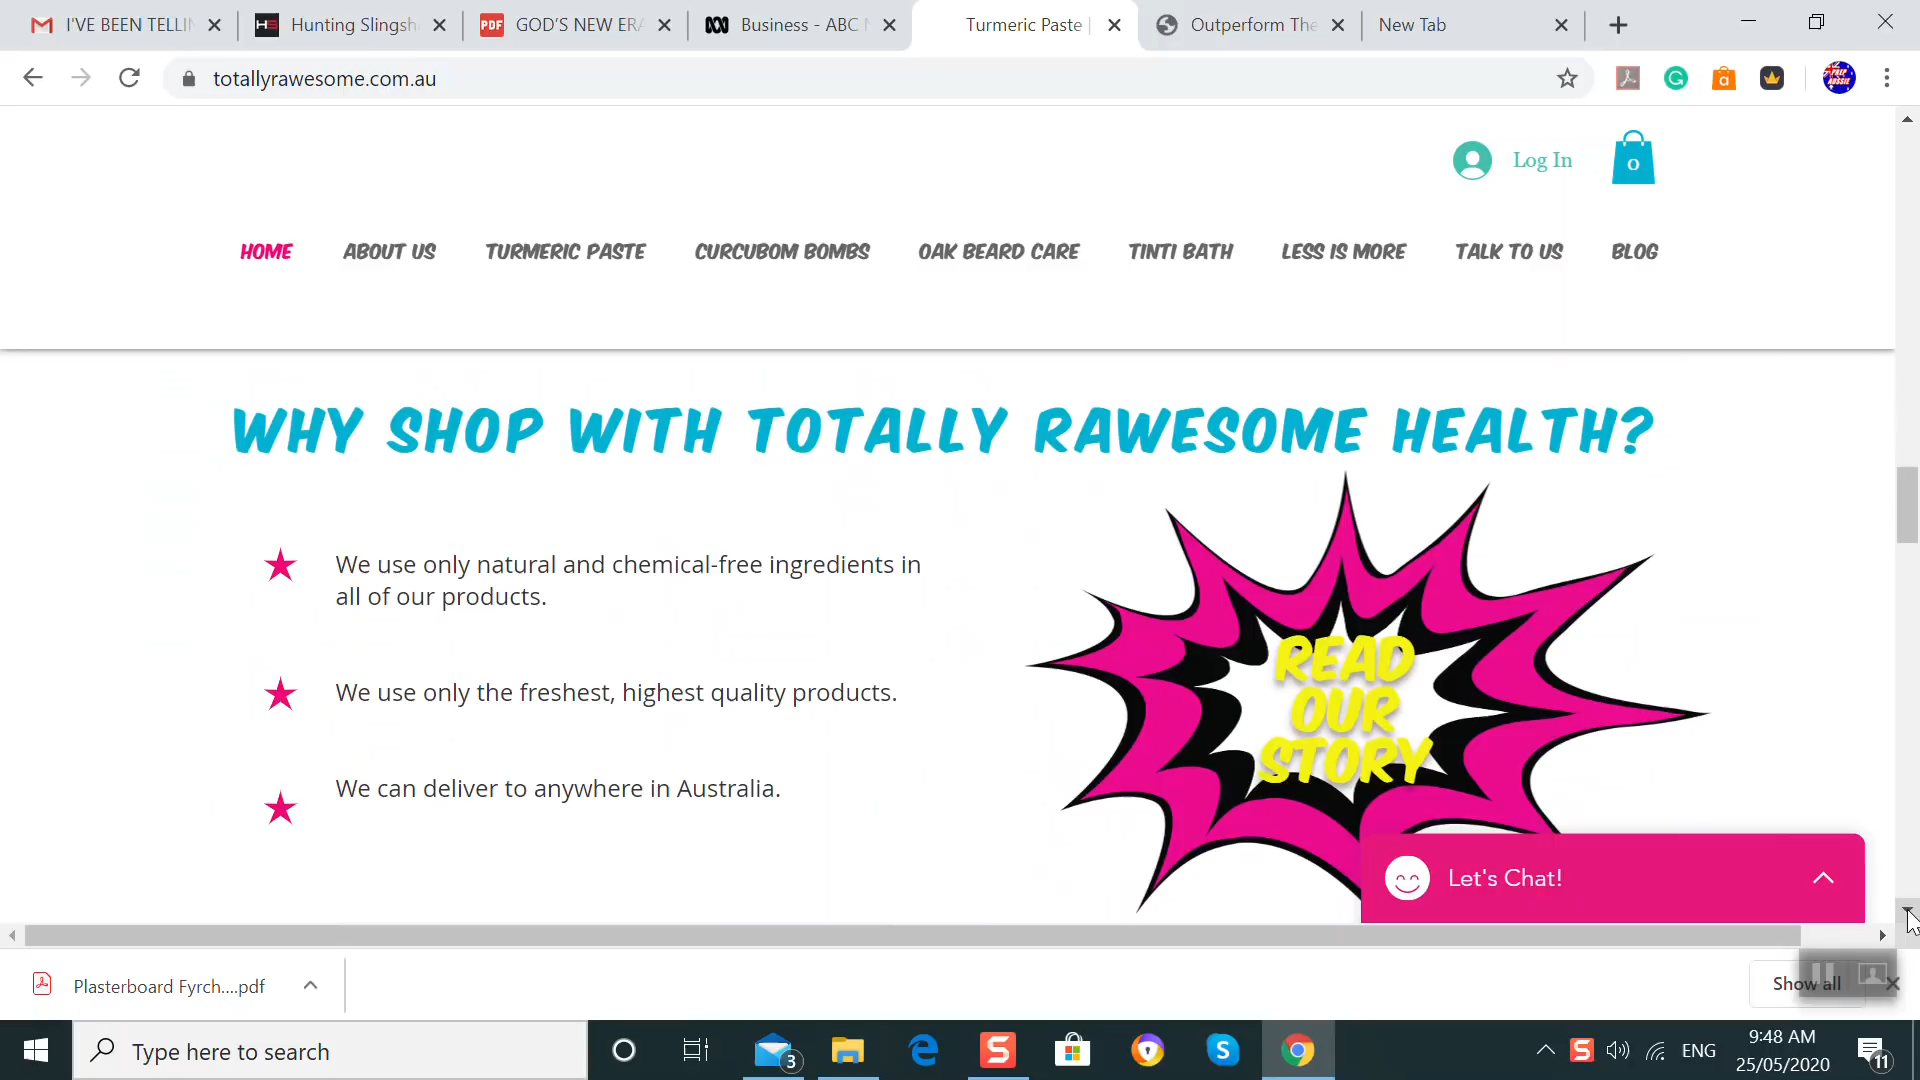 I'VE BEEN TELLIN
Hunting Slingsh
GOD'S NEW ERA
Business - ABC N
Turmeric Paste |
Outperform The
New Tab
totallyrawesome.com.au
Log In
0
HOME
ABOUT US
TURMERIC PASTE
CURCUBOM BOMBS
OAK BEARD CARE
TINTI BATH
LESS IS MORE
TALK TO US
BLOG
WHY SHOP WITH TOTALLY RAWESOME HEALTH?
We use only natural and chemical-free ingredients in
all of our products.
We use only the freshest, highest quality products.
We can deliver to anywhere in Australia.
READ
OUR
STORY
Let's Chat!
Plasterboard Fyrch....pdf
Show all
Type here to search
3
ENG
9:48 AM
25/05/2020
11